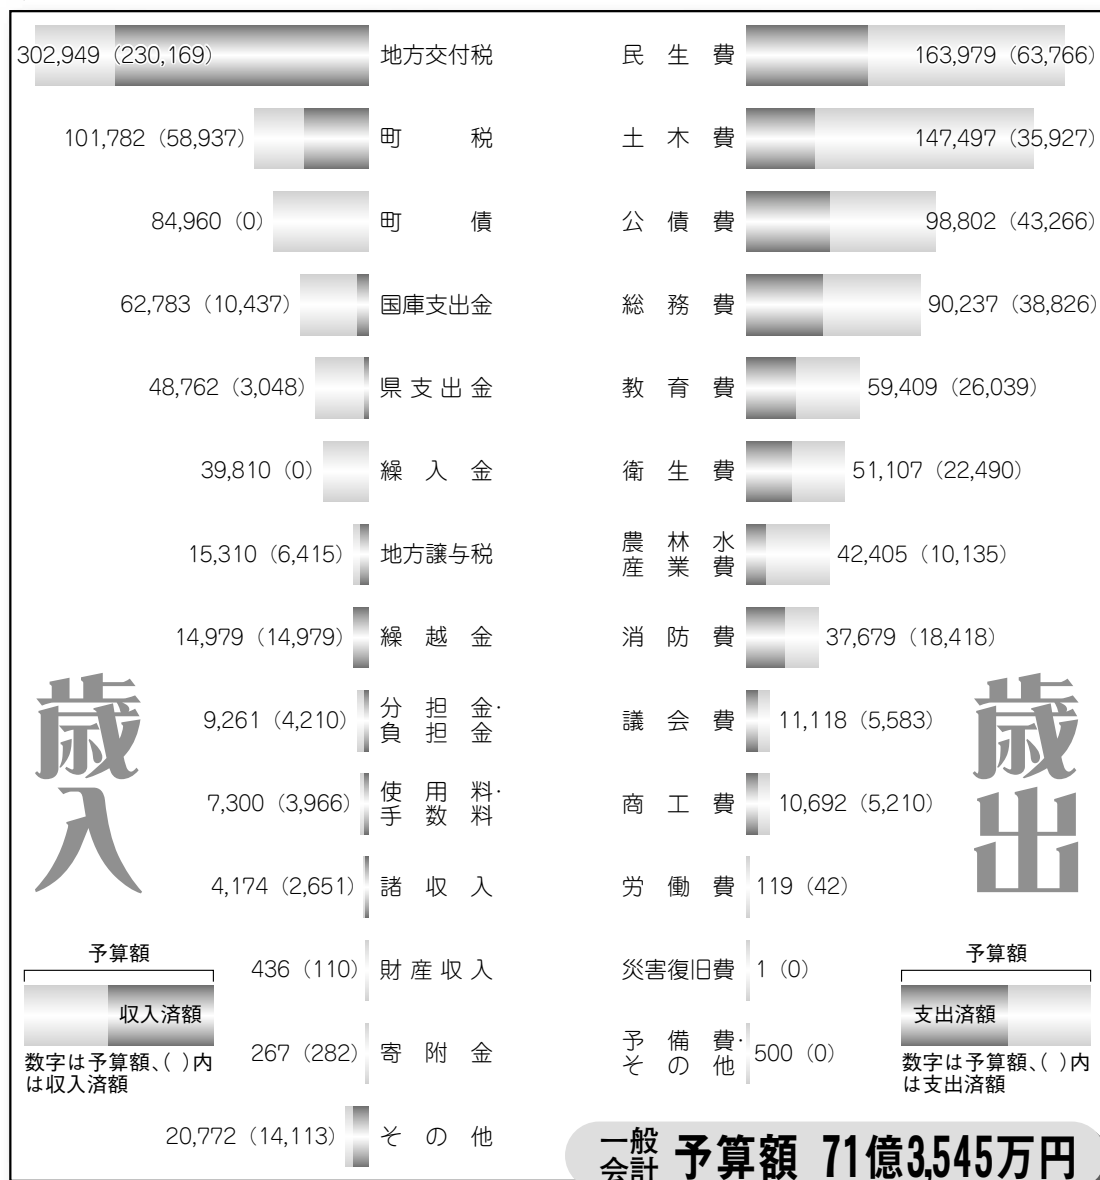 302,949（230,169） 地方交付税
101,782（58,937） 町税
84,960（0） 町債
62,783（10,437） 国庫支出金
48,762（3,048） 県支出金
39,810（0） 繰入金
15,310（6,415） 地方譲与税
14,979（14,979） 繰越金
9,261（4,210） 分担金・
負担金
7,300（3,966） 使用料・
手数料
4,174（2,651） 諸収入
436（110） 財産収入
267（282） 寄附金
20,772（14,113） その他
歳入
予算額
収入済額
数字は予算額、（ ）内
は収入済額
民生費 163,979（63,766）
土木費 147,497（35,927）
公債費 98,802（43,266）
総務費 90,237（38,826）
教育費 59,409（26,039）
衛生費 51,107（22,490）
農林水
産業費 42,405（10,135）
消防費 37,679（18,418）
議会費 11,118（5,583）
商工費 10,692（5,210）
労働費 119（42）
災害復旧費 1（0）
予備費・
その他 500（0）
歳出
予算額
支出済額
数字は予算額、（ ）内
は支出済額
一般
会計 予算額 71億3,545万円